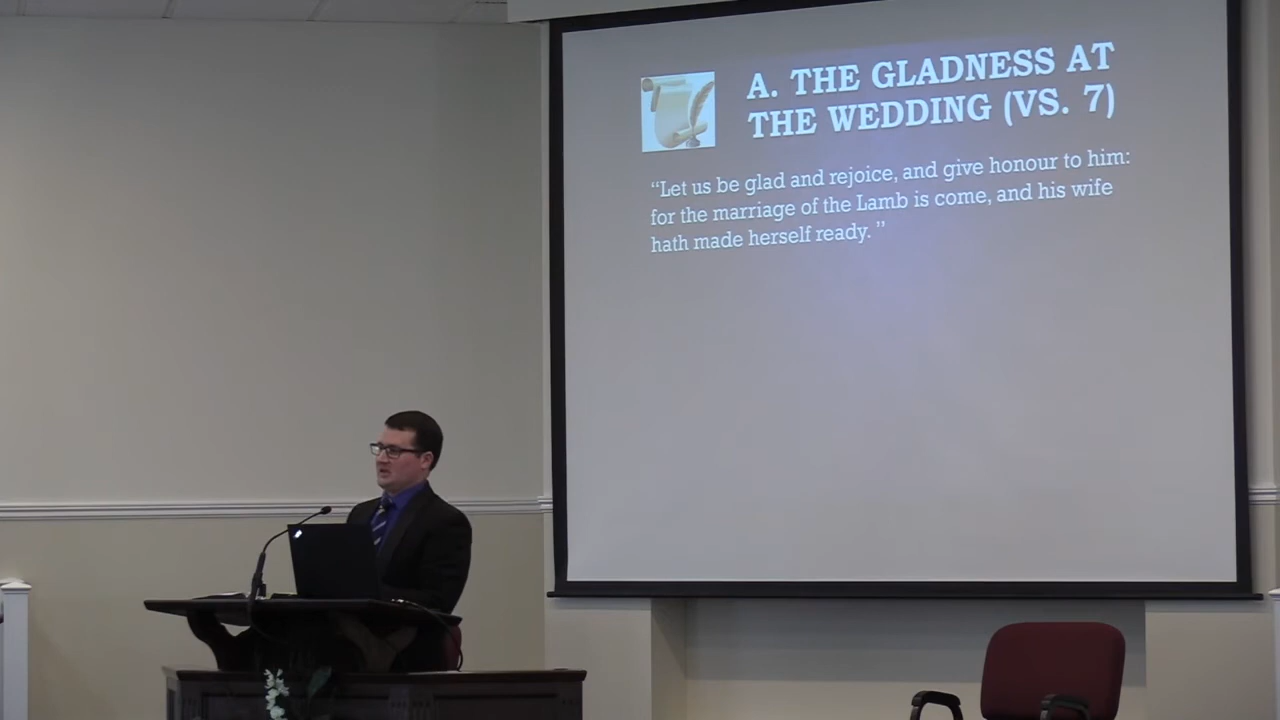 A. THE GLADNESS AT
THE WEDDING (VS. 7)
“Let us be glad and rejoice, and give honour to him:
for the marriage of the Lamb is come, and his wife
hath made herself ready. ”